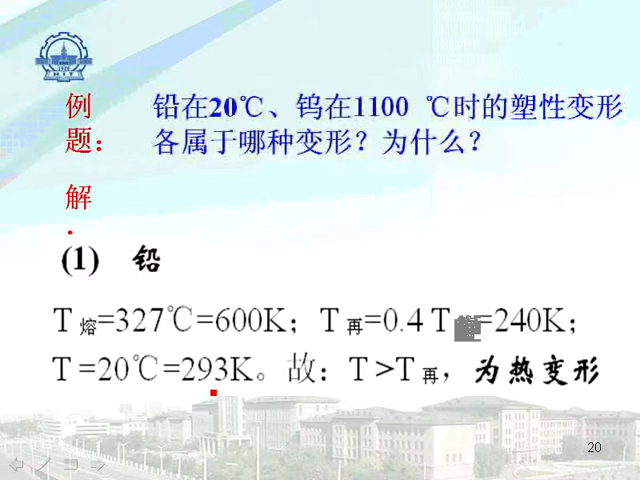 HIT
例 铅在20℃、钨在1100 ℃时的塑性变形
题： 各属于哪种变形？为什么？
解
:
(1) 铅
T熔=327℃=600K；T再=0.4 T =240K；
T =20℃=293K。故：T >T再，为热变形
20